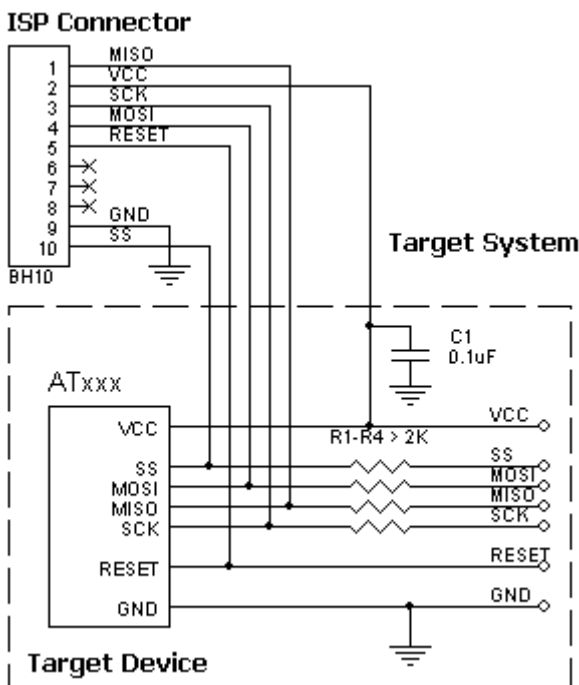 ISP Connector
1 MISO
2 VCC
3 SCK
4 MOSI
5 RESET
6
7
8
9 GND
10 SS
BH10
Target System
C1
0.1uF
ATxxx
VCC
R1-R4 > 2K
VCC
SS
SS
MOSI
MOSI
MISO
MISO
SCK
SCK
RESET
RESET
GND
GND
Target Device